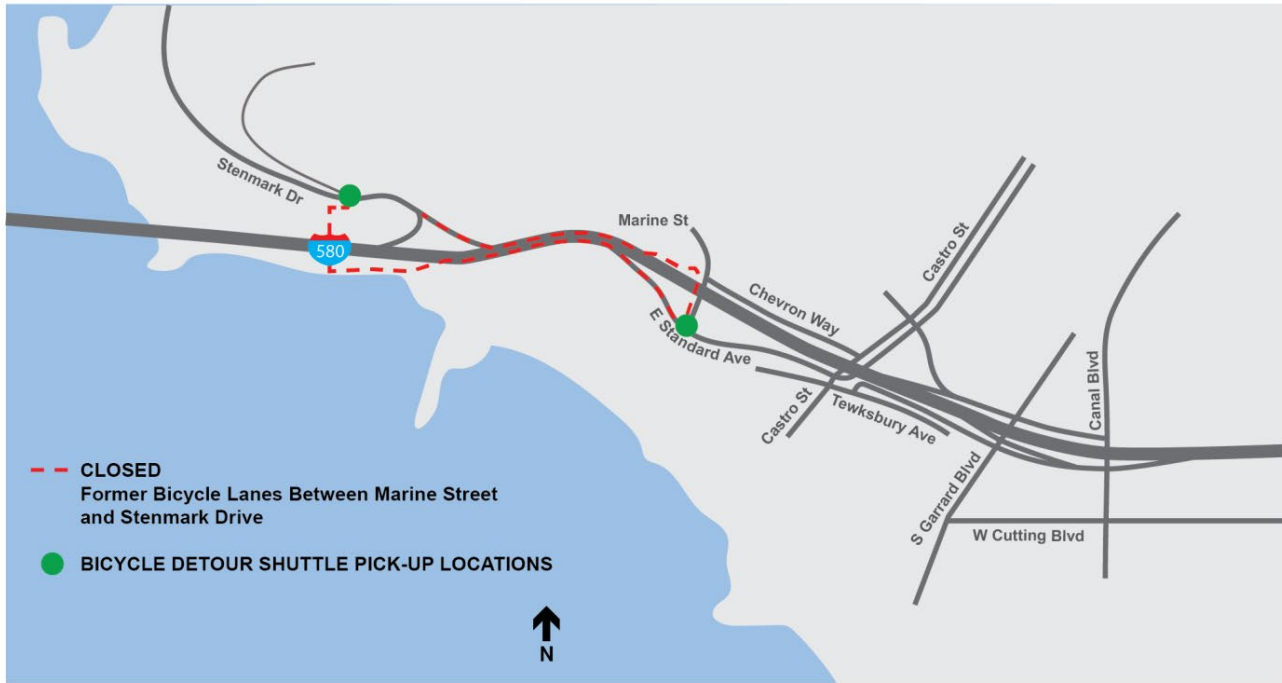 Stenmark Dr
580
Marine St
Chevron Way
Castro St
E Standard Ave
Castro St
Tewksbury Ave
Canal Blvd
S Garrard Blvd
W Cutting Blvd
CLOSED
Former Bicycle Lanes Between Marine Street
and Stenmark Drive
BICYCLE DETOUR SHUTTLE PICK-UP LOCATIONS
N